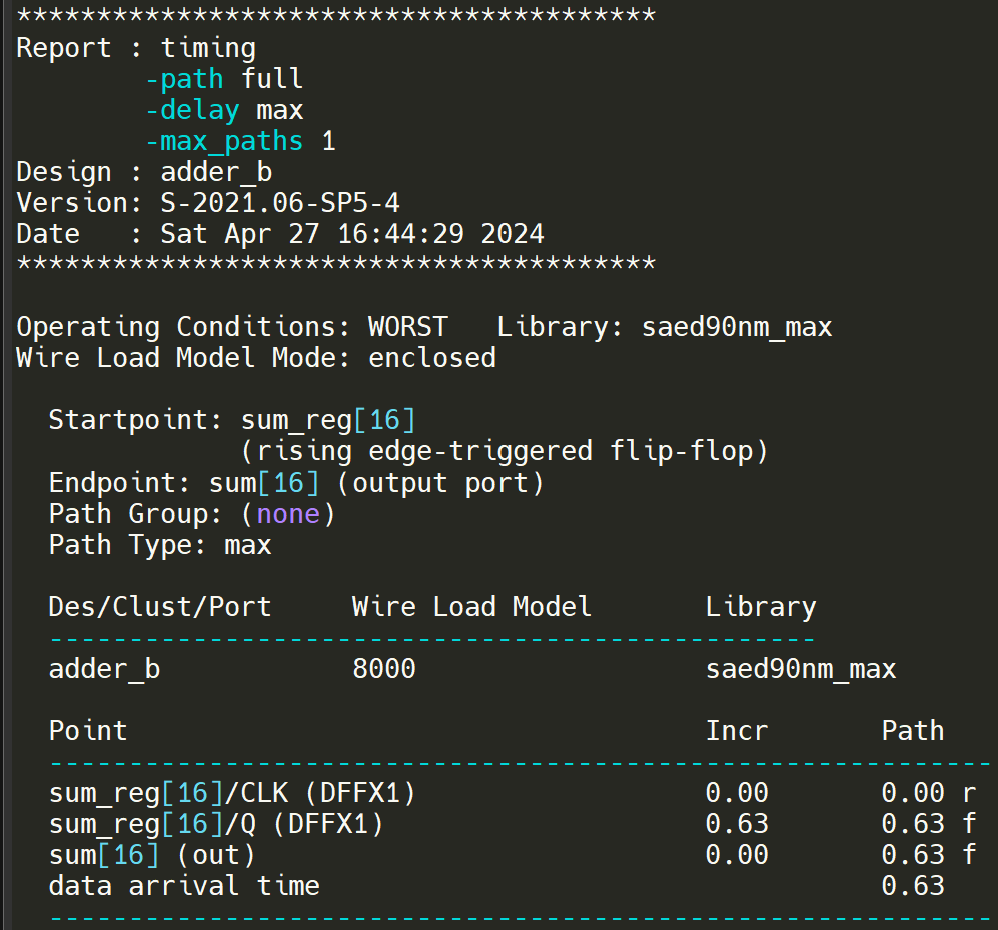 ****************************************
Report : timing
        -path full
        -delay max
        -max_paths 1
Design : adder_b
Version: S-2021.06-SP5-4
Date   : Sat Apr 27 16:44:29 2024
****************************************

Operating Conditions: WORST   Library: saed90nm_max
Wire Load Model Mode: enclosed

  Startpoint: sum_reg[16]
              (rising edge-triggered flip-flop)
  Endpoint: sum[16] (output port)
  Path Group: (none)
  Path Type: max

  Des/Clust/Port     Wire Load Model       Library
  ------------------------------------------------
  adder_b            8000                  saed90nm_max

  Point                                    Incr       Path
  -----------------------------------------------------------
  sum_reg[16]/CLK (DFFX1)                  0.00       0.00 r
  sum_reg[16]/Q (DFFX1)                    0.63       0.63 f
  sum[16] (out)                            0.00       0.63 f
  data arrival time                                   0.63
  -----------------------------------------------------------